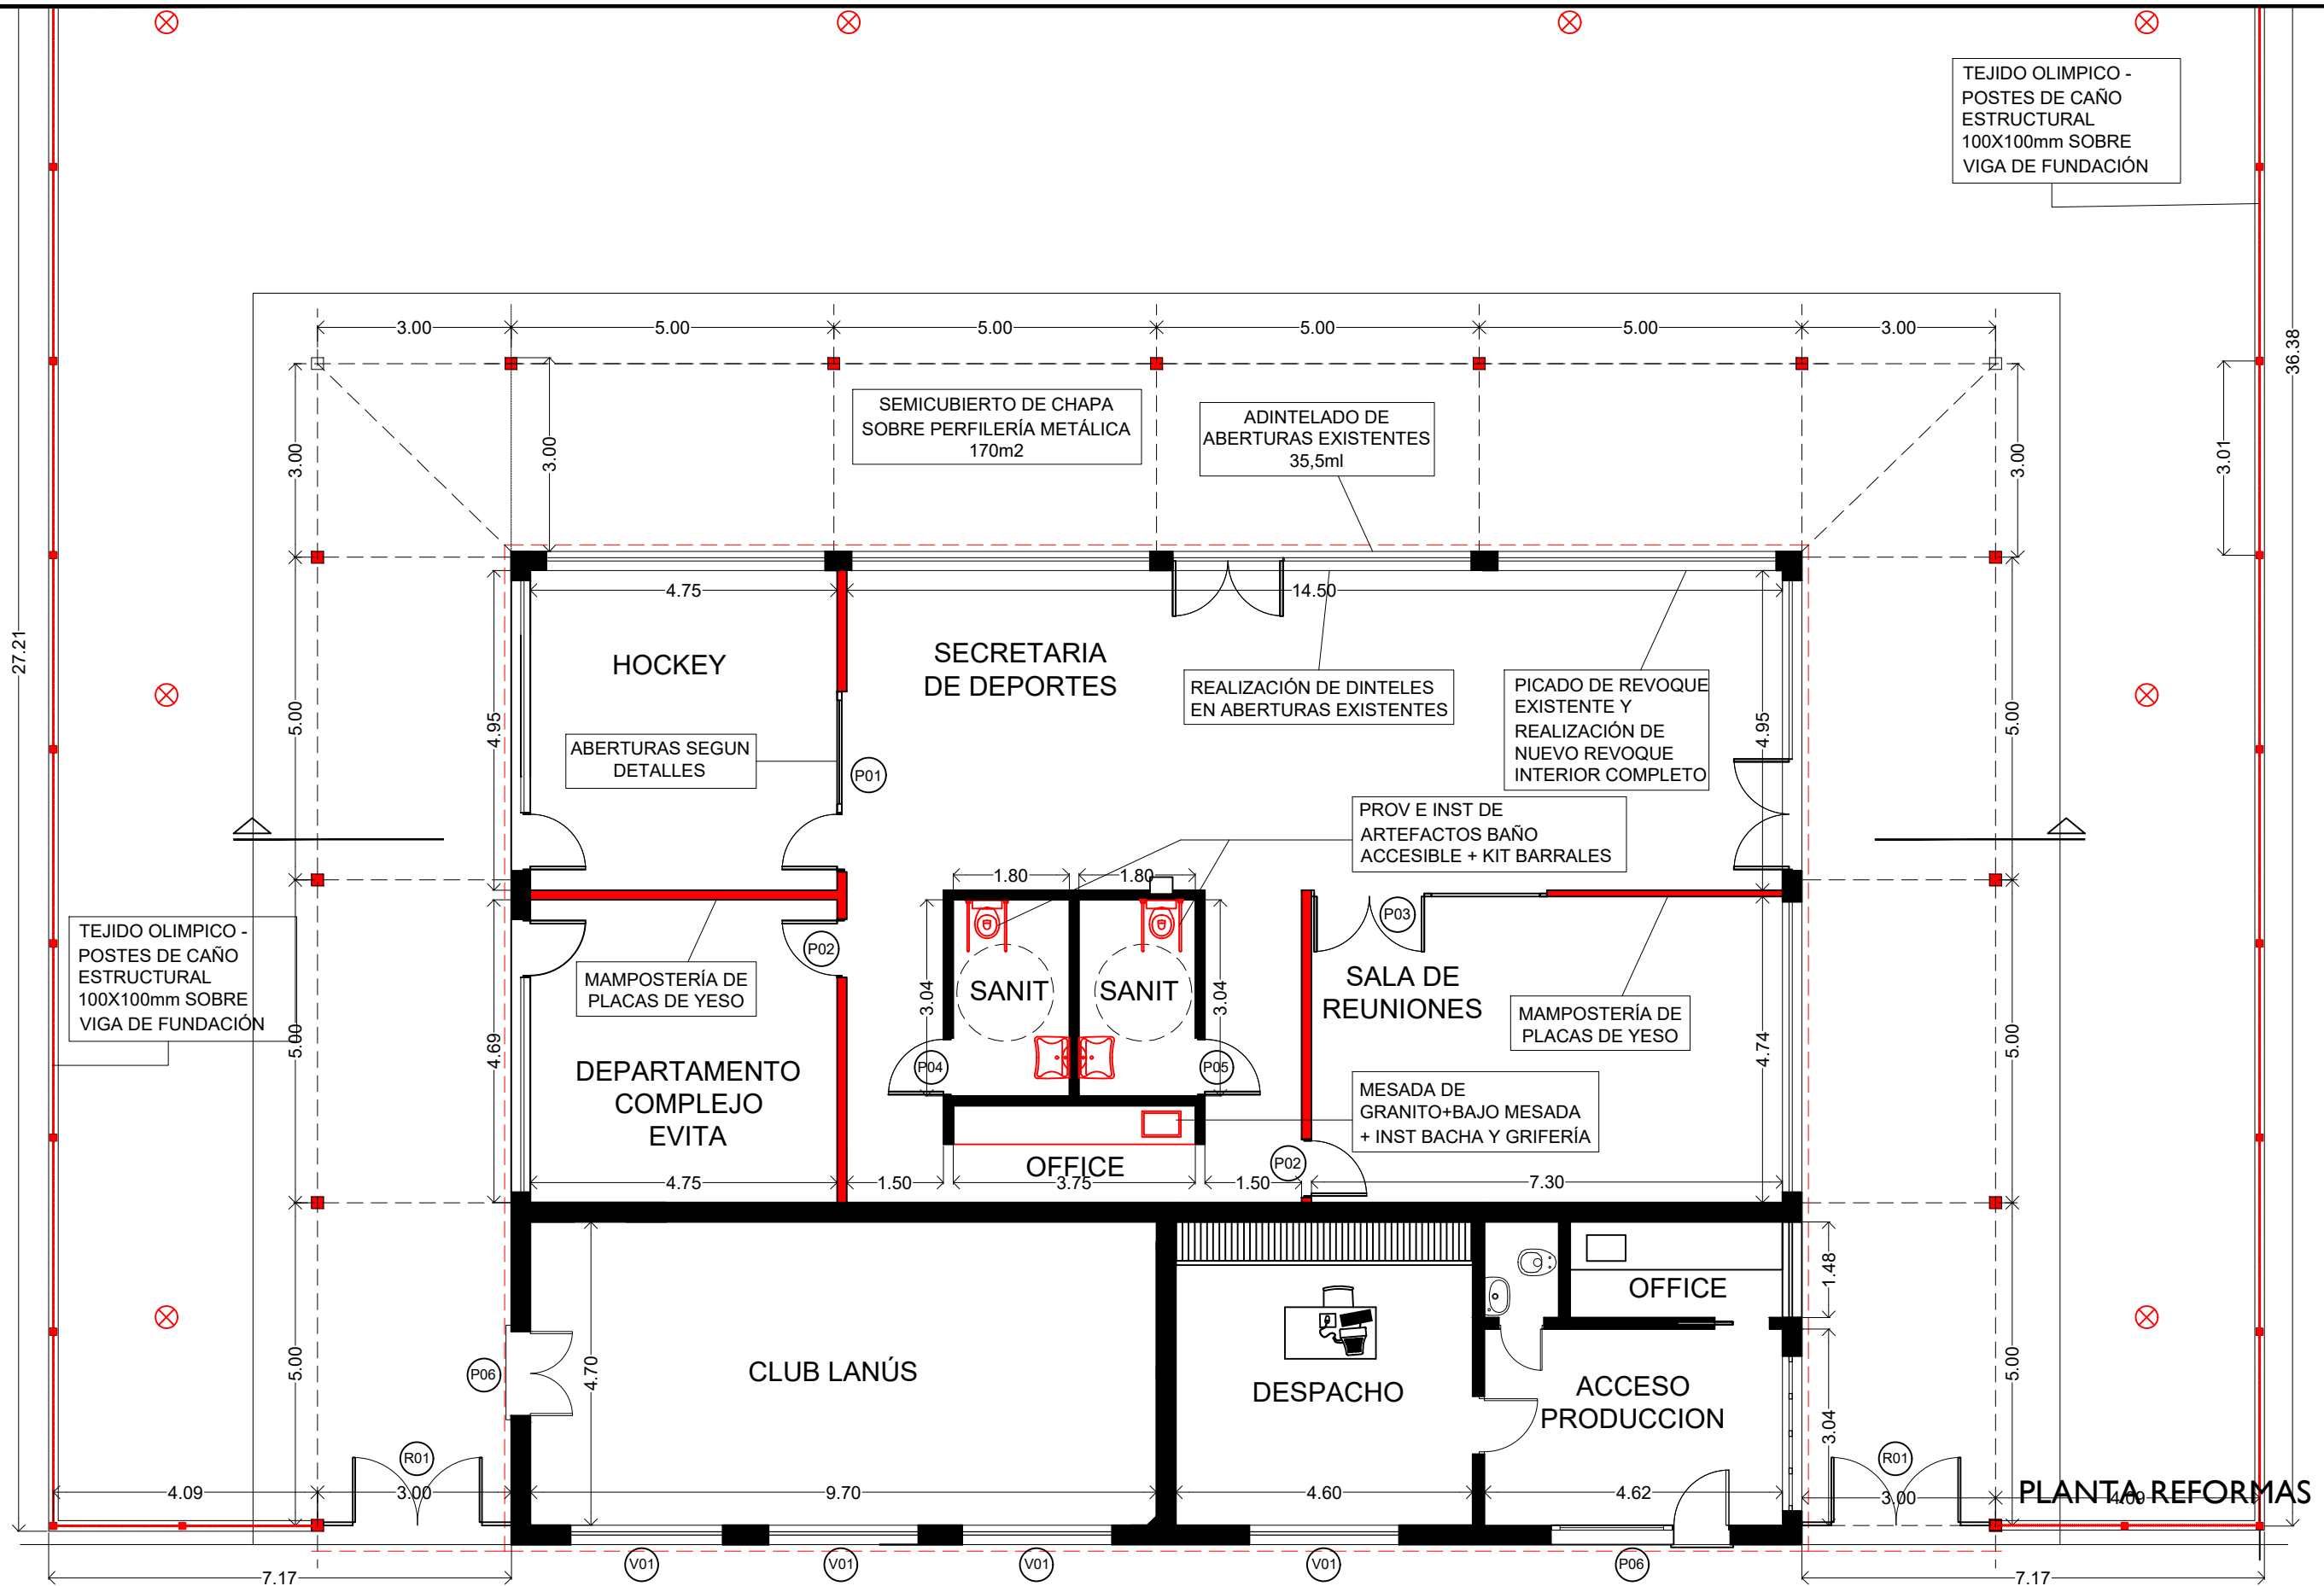 TEJIDO OLIMPICO -
POSTES DE CAÑO
ESTRUCTURAL
100X100mm SOBRE
VIGA DE FUNDACIÓN
3.00
5.00
5.00
5.00
5.00
3.00
36.38
27.21
SEMICUBIERTO DE CHAPA
SOBRE PERFILERÍA METÁLICA
170m2
ADINTELADO DE
ABERTURAS EXISTENTES
35,5ml
3.00
3.00
3.00
3.01
4.75
14.50
HOCKEY
SECRETARIA
DE DEPORTES
REALIZACIÓN DE DINTELES
EN ABERTURAS EXISTENTES
PICADO DE REVOQUE
EXISTENTE Y
REALIZACIÓN DE
NUEVO REVOQUE
INTERIOR COMPLETO
5.00
4.95
4.95
5.00
ABERTURAS SEGUN
DETALLES
P01
PROV E INST DE
ARTEFACTOS BAÑO
ACCESIBLE + KIT BARRALES
1.80
1.80
TEJIDO OLIMPICO -
POSTES DE CAÑO
ESTRUCTURAL
100X100mm SOBRE
VIGA DE FUNDACIÓN
P02
P03
MAMPOSTERÍA DE
PLACAS DE YESO
3.04
SANIT
SANIT
3.04
SALA DE
REUNIONES
MAMPOSTERÍA DE
PLACAS DE YESO
5.00
4.69
4.74
5.00
DEPARTAMENTO
COMPLEJO
EVITA
P04
P05
MESADA DE
GRANITO+BAJO MESADA
+ INST BACHA Y GRIFERÍA
OFFICE
P02
4.75
1.50
3.75
1.50
7.30
1.48
OFFICE
5.00
P06
4.70
CLUB LANÚS
DESPACHO
ACCESO
PRODUCCION
5.00
3.04
R01
R01
4.09
3.00
9.70
4.60
4.62
3.00
4.09
PLANTA REFORMAS
V01
V01
V01
V01
P06
7.17
7.17